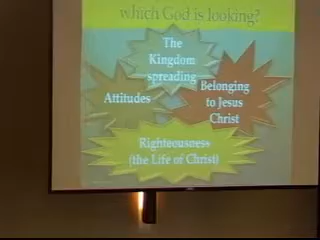 which God is looking?
The
Kingdom
spreading
Attitudes
Belonging
to Jesus
Christ
Righteousness
(the Life of Christ)